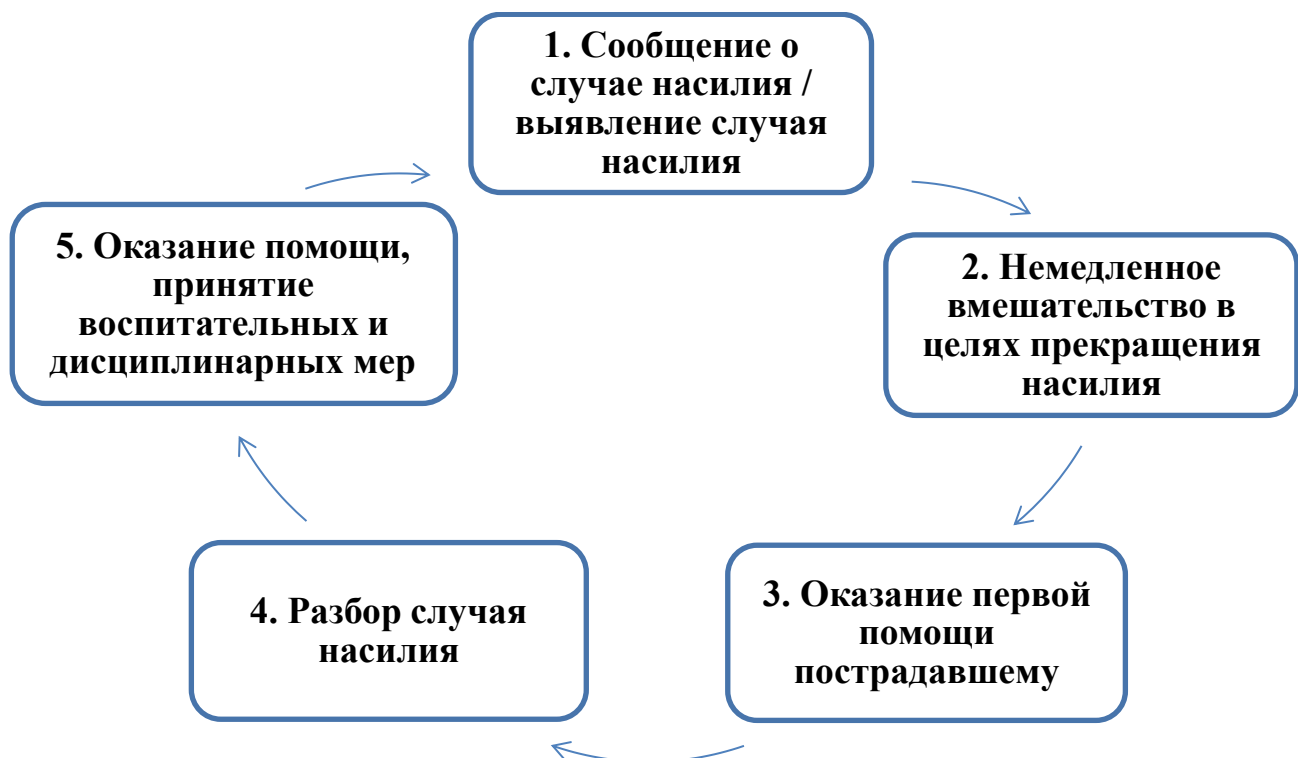 1. Сообщение о
случае насилия /
выявление случая
насилия
2. Немедленное
вмешательство в
целях прекращения
насилия
3. Оказание первой
помощи
пострадавшему
4. Разбор случая
насилия
5. Оказание помощи,
принятие
воспитательных и
дисциплинарных мер